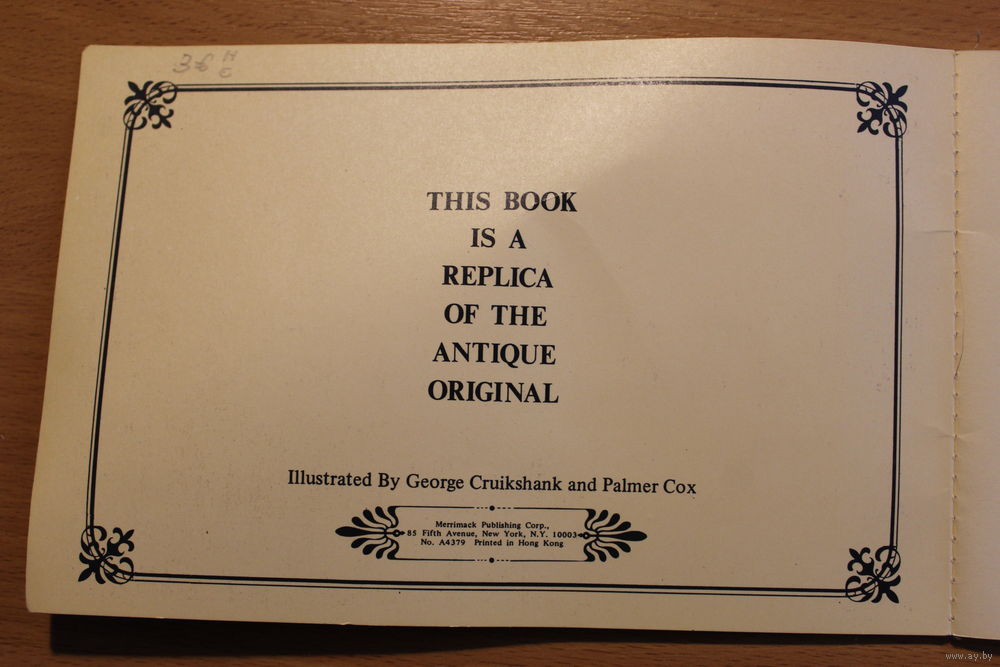 THIS BOOK
IS A
REPLICA
OF THE
ANTIQUE
ORIGINAL
Illustrated By George Cruikshank and Palmer Cox
Merrimack Publishing Corp.,
85 Fifth Avenue, New York, N.Y. 10003
No. A4379 Printed in Hong Kong
www.ay.by